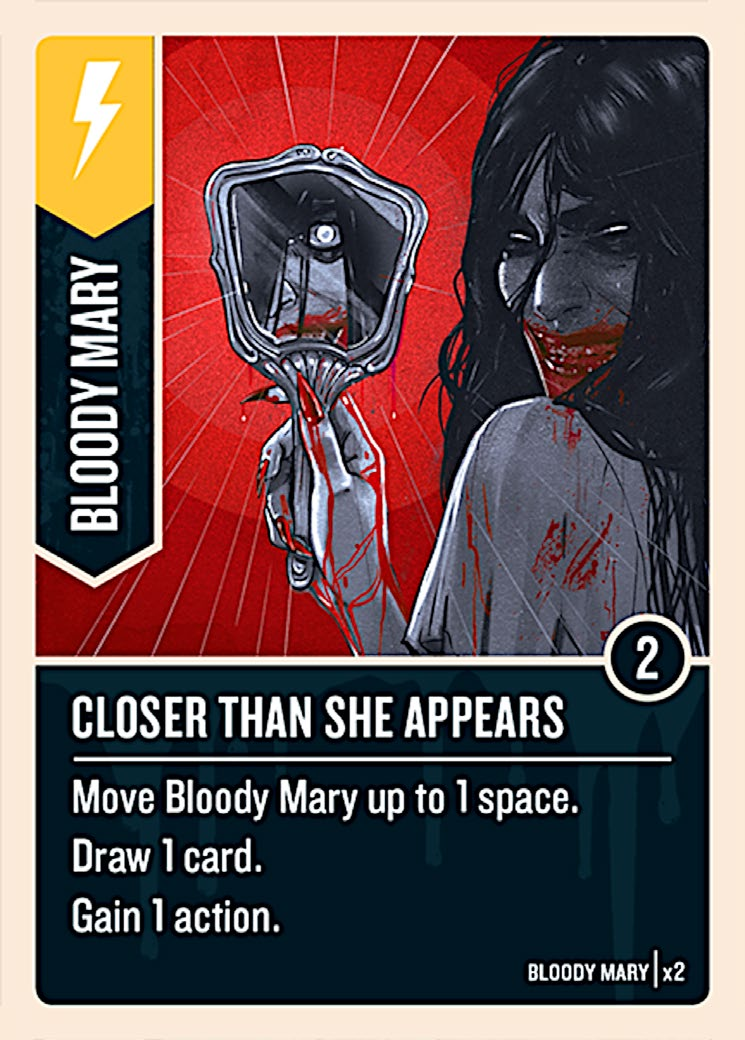 BLOODY MARY
2
CLOSER THAN SHE APPEARS
Move Bloody Mary up to 1 space.
Draw 1 card.
Gain 1 action.
BLOODY MARY | x2